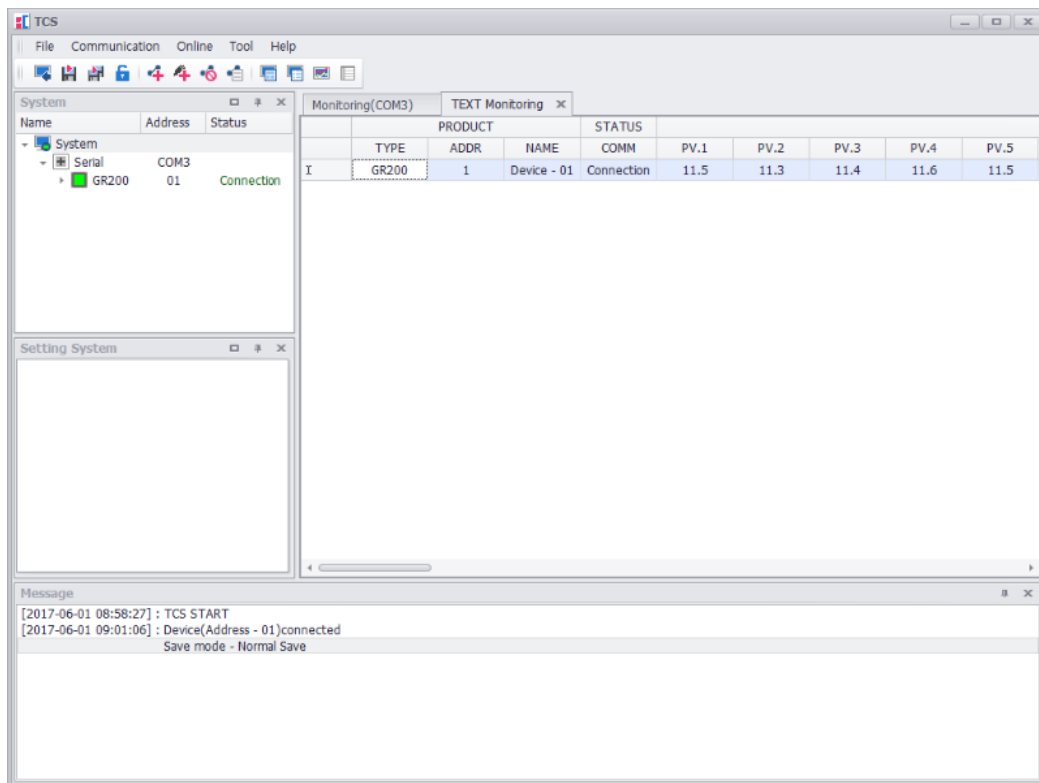 TCS
File Communication Online Tool Help
System
Name Address Status
System
Serial COM3
GR200 01 Connection
Monitoring(COM3) TEXT Monitoring
PRODUCT STATUS
TYPE ADDR NAME COMM PV.1 PV.2 PV.3 PV.4 PV.5
GR200 1 Device - 01 Connection 11.5 11.3 11.4 11.6 11.5
Setting System
Message
[2017-06-01 08:58:27] : TCS START
[2017-06-01 09:01:06] : Device(Address - 01)connected
Save mode - Normal Save